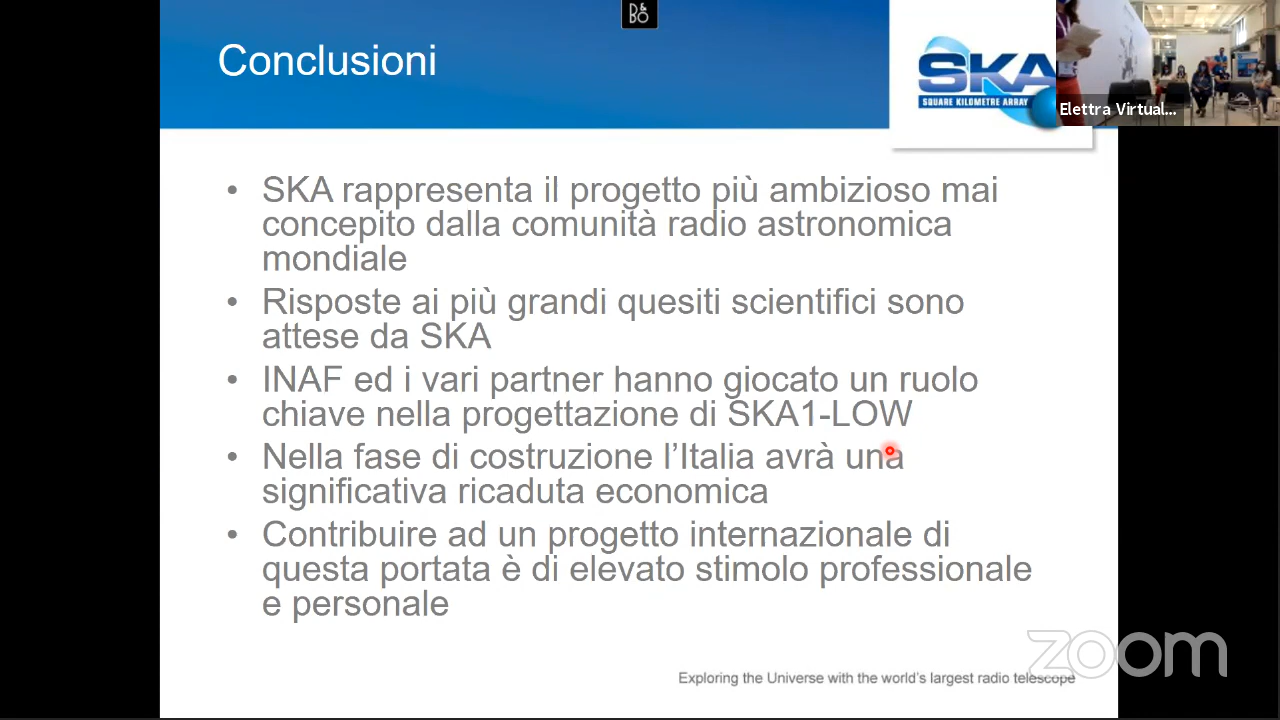 B&O
Conclusioni
SKA
SQUARE KILOMETRE ARRAY
Elettra Virtual...
• SKA rappresenta il progetto più ambizioso mai
concepito dalla comunità radio astronomica
mondiale
• Risposte ai più grandi quesiti scientifici sono
attese da SKA
• INAF ed i vari partner hanno giocato un ruolo
chiave nella progettazione di SKA1-LOW
• Nella fase di costruzione l’Italia avrà una
significativa ricaduta economica
• Contribuire ad un progetto internazionale di
questa portata è di elevato stimolo professionale
e personale
zoom
Exploring the Universe with the world’s largest radio telescope